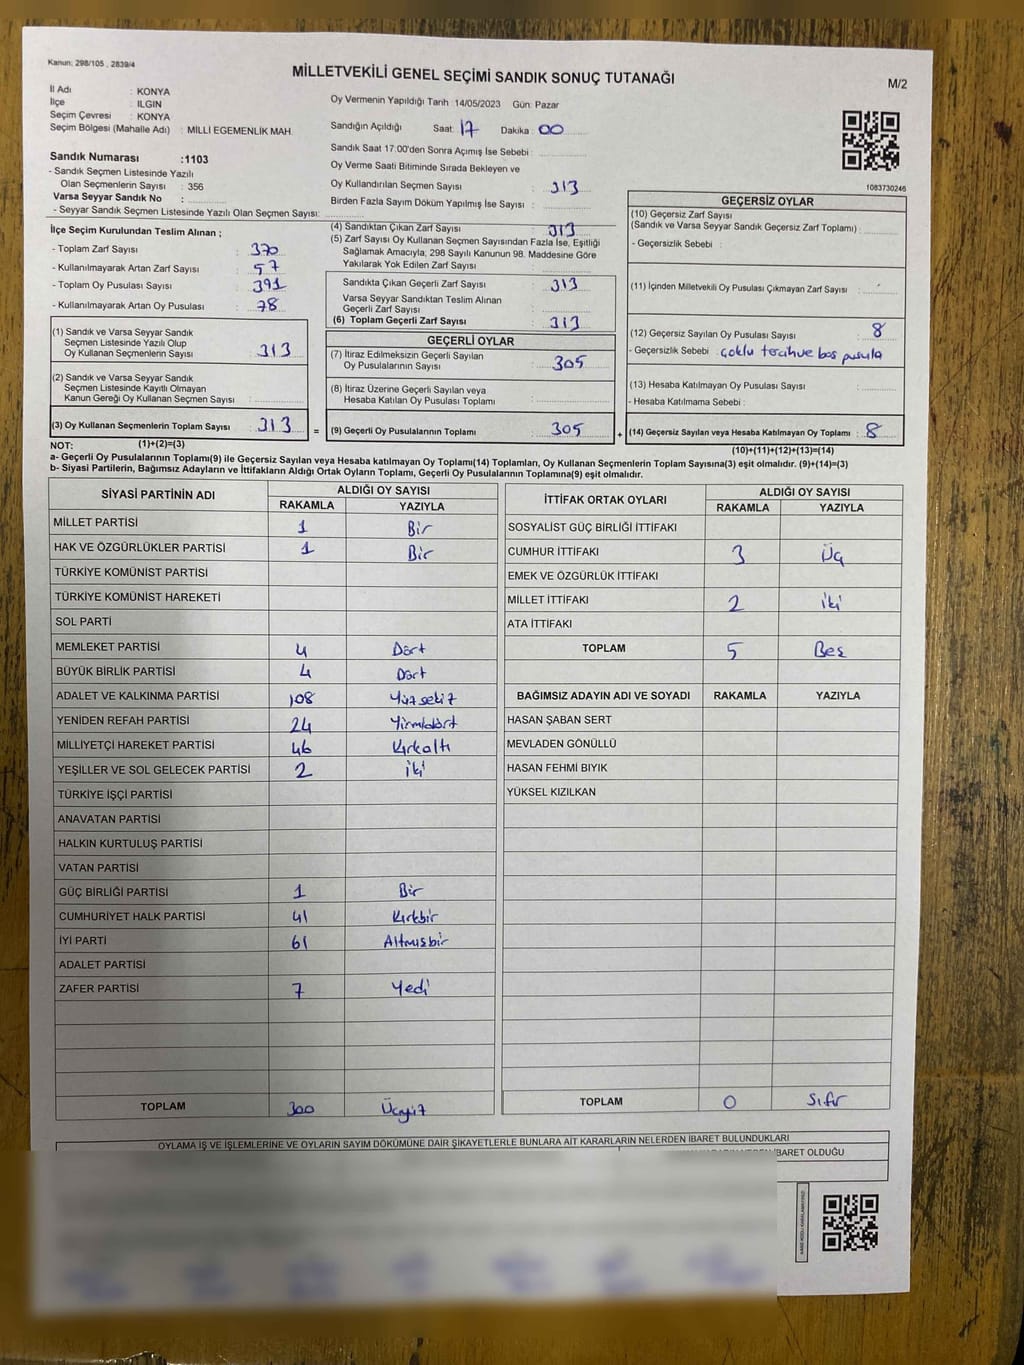 Kanun: 298/105 , 2839/4
MİLLETVEKİLİ GENEL SEÇİMİ SANDIK SONUÇ TUTANAĞI
M/2
İl Adı : KONYA
İlçe : ILGIN
Seçim Çevresi : KONYA
Seçim Bölgesi (Mahalle Adı) : MİLLİ EGEMENLİK MAH.
Oy Vermenin Yapıldığı Tarih : 14/05/2023 Gün: Pazar
Sandığın Açıldığı Saat: 17 Dakika : 00
Sandık Saat 17.00'den Sonra Açımış İse Sebebi :
Sandık Numarası :1103
- Sandık Seçmen Listesinde Yazılı
Olan Seçmenlerin Sayısı : 356
Varsa Seyyar Sandık No :
- Seyyar Sandık Seçmen Listesinde Yazılı Olan Seçmen Sayısı:
Oy Verme Saati Bitiminde Sırada Bekleyen ve
Oy Kullandırılan Seçmen Sayısı : 313
Birden Fazla Sayım Döküm Yapılmış İse Sayısı :
1083730246
İlçe Seçim Kurulundan Teslim Alınan ;
- Toplam Zarf Sayısı : 370
- Kullanılmayarak Artan Zarf Sayısı : 57
- Toplam Oy Pusulası Sayısı : 391
- Kullanılmayarak Artan Oy Pusulası : 78
(4) Sandıktan Çıkan Zarf Sayısı : 313
(5) Zarf Sayısı Oy Kullanan Seçmen Sayısından Fazla İse, Eşitliği
Sağlamak Amacıyla, 298 Sayılı Kanunun 98. Maddesine Göre
Yakılarak Yok Edilen Zarf Sayısı :
Sandıkta Çıkan Geçerli Zarf Sayısı : 313
Varsa Seyyar Sandıktan Teslim Alınan
Geçerli Zarf Sayısı :
(6) Toplam Geçerli Zarf Sayısı : 313
GEÇERSİZ OYLAR
(10) Geçersiz Zarf Sayısı
(Sandık ve Varsa Seyyar Sandık Geçersiz Zarf Toplamı) :
- Geçersizlik Sebebi :
(11) İçinden Milletvekili Oy Pusulası Çıkmayan Zarf Sayısı :
(12) Geçersiz Sayılan Oy Pusulası Sayısı : 8
- Geçersizlik Sebebi : çoklu tercih ve boş pusula
(13) Hesaba Katılmayan Oy Pusulası Sayısı :
- Hesaba Katılmama Sebebi :
(1) Sandık ve Varsa Seyyar Sandık
Seçmen Listesinde Yazılı Olup
Oy Kullanan Seçmenlerin Sayısı : 313
(2) Sandık ve Varsa Seyyar Sandık
Seçmen Listesinde Kayıtlı Olmayan
Kanun Gereği Oy Kullanan Seçmen Sayısı :
GEÇERLİ OYLAR
(7) İtiraz Edilmeksizin Geçerli Sayılan
Oy Pusulalarının Sayısı : 305
(8) İtiraz Üzerine Geçerli Sayılan veya
Hesaba Katılan Oy Pusulası Toplamı :
(3) Oy Kullanan Seçmenlerin Toplam Sayısı : 313 = (9) Geçerli Oy Pusulalarının Toplamı : 305 + (14) Geçersiz Sayılan veya Hesaba Katılmayan Oy Toplamı : 8
NOT: (1)+(2)=(3) (10)+(11)+(12)+(13)=(14)
a- Geçerli Oy Pusulalarının Toplamı(9) ile Geçersiz Sayılan veya Hesaba katılmayan Oy Toplamı(14) Toplamları, Oy Kullanan Seçmenlerin Toplam Sayısına(3) eşit olmalıdır. (9)+(14)=(3)
b- Siyasi Partilerin, Bağımsız Adayların ve İttifakların Aldığı Ortak Oyların Toplamı, Geçerli Oy Pusulalarının Toplamına(9) eşit olmalıdır.
SİYASİ PARTİNİN ADI ALDIĞI OY SAYISI
RAKAMLA YAZIYLA
MİLLET PARTİSİ 1 Bir
HAK VE ÖZGÜRLÜKLER PARTİSİ 1 Bir
TÜRKİYE KOMÜNİST PARTİSİ
TÜRKİYE KOMÜNİST HAREKETİ
SOL PARTİ
MEMLEKET PARTİSİ 4 Dört
BÜYÜK BİRLİK PARTİSİ 4 Dört
ADALET VE KALKINMA PARTİSİ 108 Yüzsekiz
YENİDEN REFAH PARTİSİ 24 Yirmidört
MİLLİYETÇİ HAREKET PARTİSİ 46 Kırkaltı
YEŞİLLER VE SOL GELECEK PARTİSİ 2 iki
TÜRKİYE İŞÇİ PARTİSİ
ANAVATAN PARTİSİ
HALKIN KURTULUŞ PARTİSİ
VATAN PARTİSİ
GÜÇ BİRLİĞİ PARTİSİ 1 Bir
CUMHURİYET HALK PARTİSİ 41 Kırkbir
İYİ PARTİ 61 Altmışbir
ADALET PARTİSİ
ZAFER PARTİSİ 7 Yedi
TOPLAM 300 Üçyüz
İTTİFAK ORTAK OYLARI ALDIĞI OY SAYISI
RAKAMLA YAZIYLA
SOSYALİST GÜÇ BİRLİĞİ İTTİFAKI
CUMHUR İTTİFAKI 3 Üç
EMEK VE ÖZGÜRLÜK İTTİFAKI
MİLLET İTTİFAKI 2 iki
ATA İTTİFAKI
TOPLAM 5 Beş
BAĞIMSIZ ADAYIN ADI VE SOYADI RAKAMLA YAZIYLA
HASAN ŞABAN SERT
MEVLADEN GÖNÜLLÜ
HASAN FEHMİ BIYIK
YÜKSEL KIZILKAN
TOPLAM 0 Sıfır
OYLAMA İŞ VE İŞLEMLERİNE VE OYLARIN SAYIM DÖKÜMÜNE DAİR ŞİKAYETLERLE BUNLARA AİT KARARLARIN NELERDEN İBARET BULUNDUKLARI
İBARET OLDUĞU